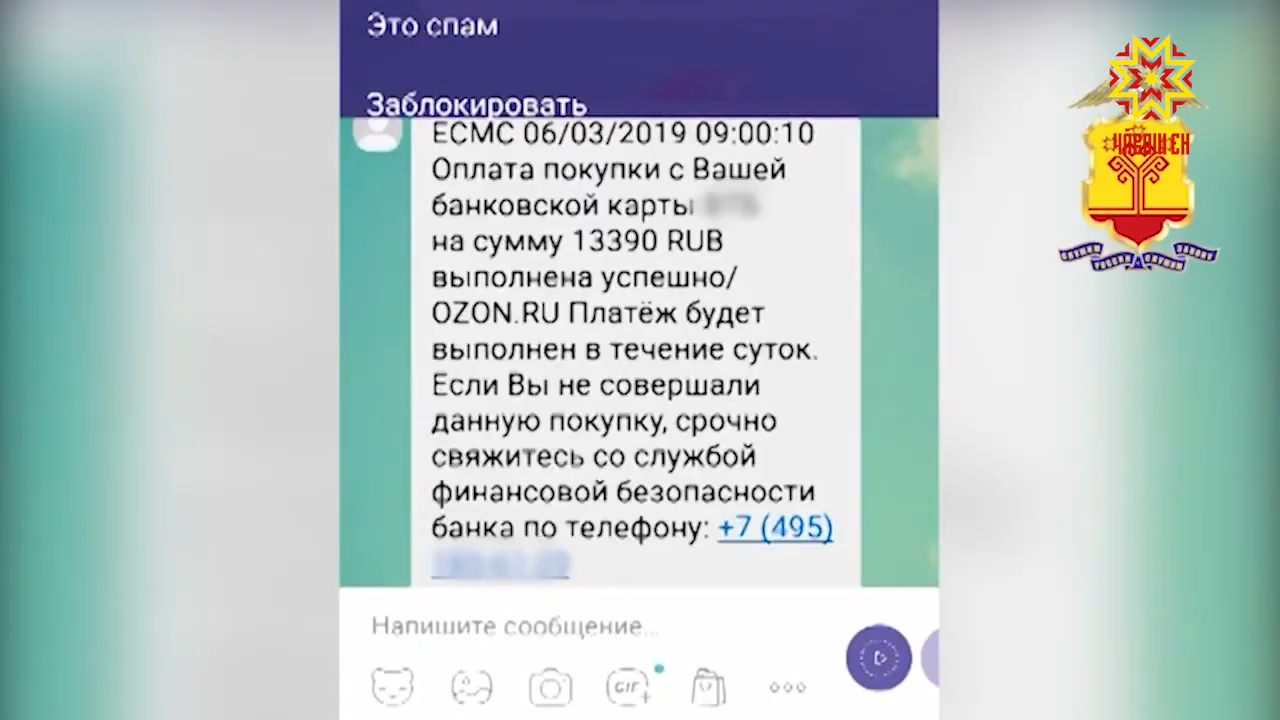 Это спам
Заблокировать
ЕСМС 06/03/2019 09:00:10
Оплата покупки с Вашей
банковской карты
на сумму 13390 RUB
выполнена успешно/
OZON.RU Платёж будет
выполнен в течение суток.
Если Вы не совершали
данную покупку, срочно
свяжитесь со службой
финансовой безопасности
банка по телефону: +7 (495)
Напишите сообщение...
GIF